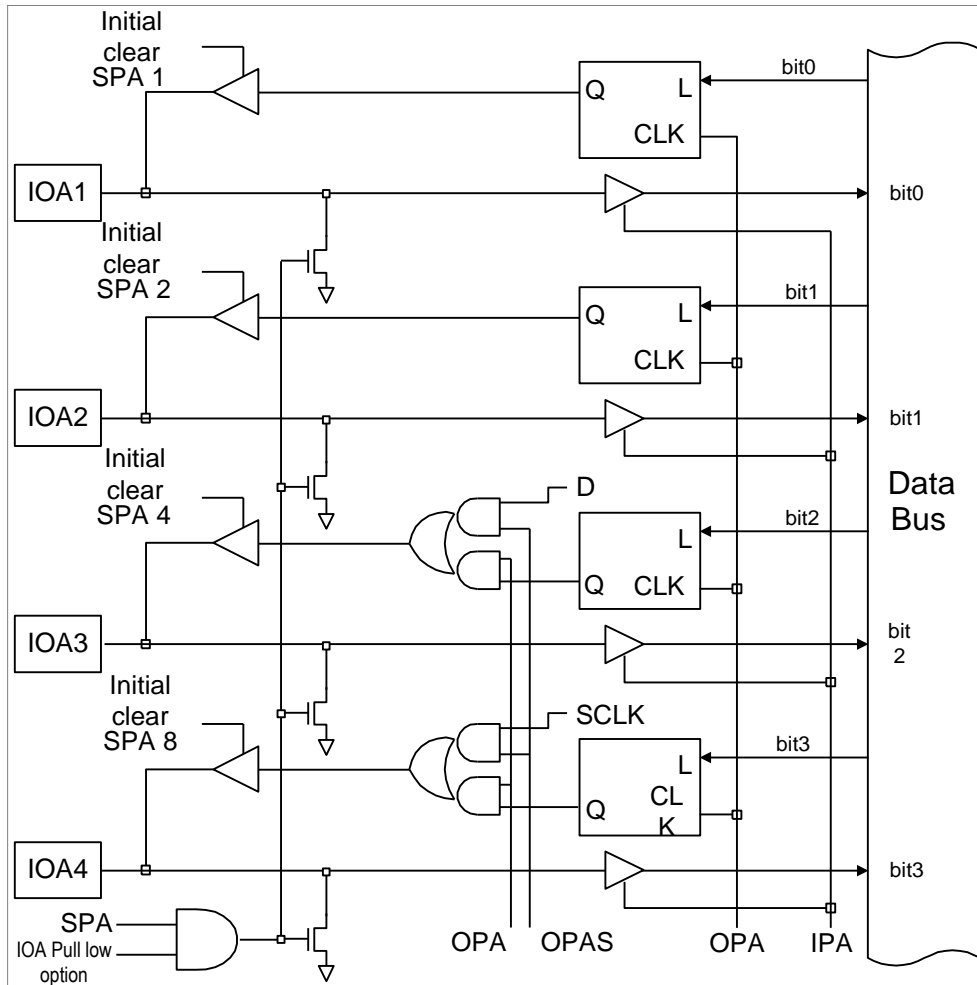 Initial
clear
SPA 1
Q
L
CLK
bit0
IOA1
bit0
Initial
clear
SPA 2
Q
L
CLK
bit1
IOA2
bit1
Initial
clear
SPA 4
D
Q
L
CLK
bit2
Data
Bus
IOA3
bit
2
Initial
clear
SPA 8
SCLK
Q
L
CL
K
bit3
IOA4
bit3
SPA
IOA Pull low
option
OPA
OPAS
OPA
IPA